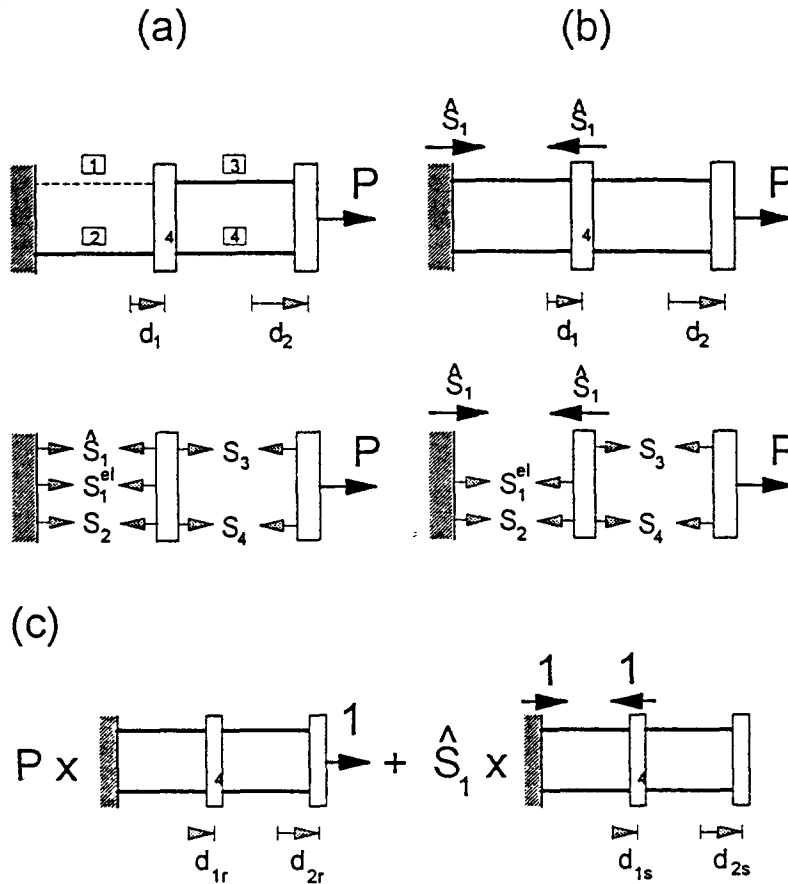 (a) (b)
Ŝ₁ Ŝ₁
1 3 P P
2 4 4 4
d₁ d₂ d₁ d₂
Ŝ₁ Ŝ₁
Ŝ₁ S₃ P S₃ P
S₁ᵉˡ S₁ᵉˡ
S₂ S₄ S₂ S₄
(c)
1 1
P x 1 + Ŝ₁ x
4 4
d₁ᵣ d₂ᵣ d₁ₛ d₂ₛ